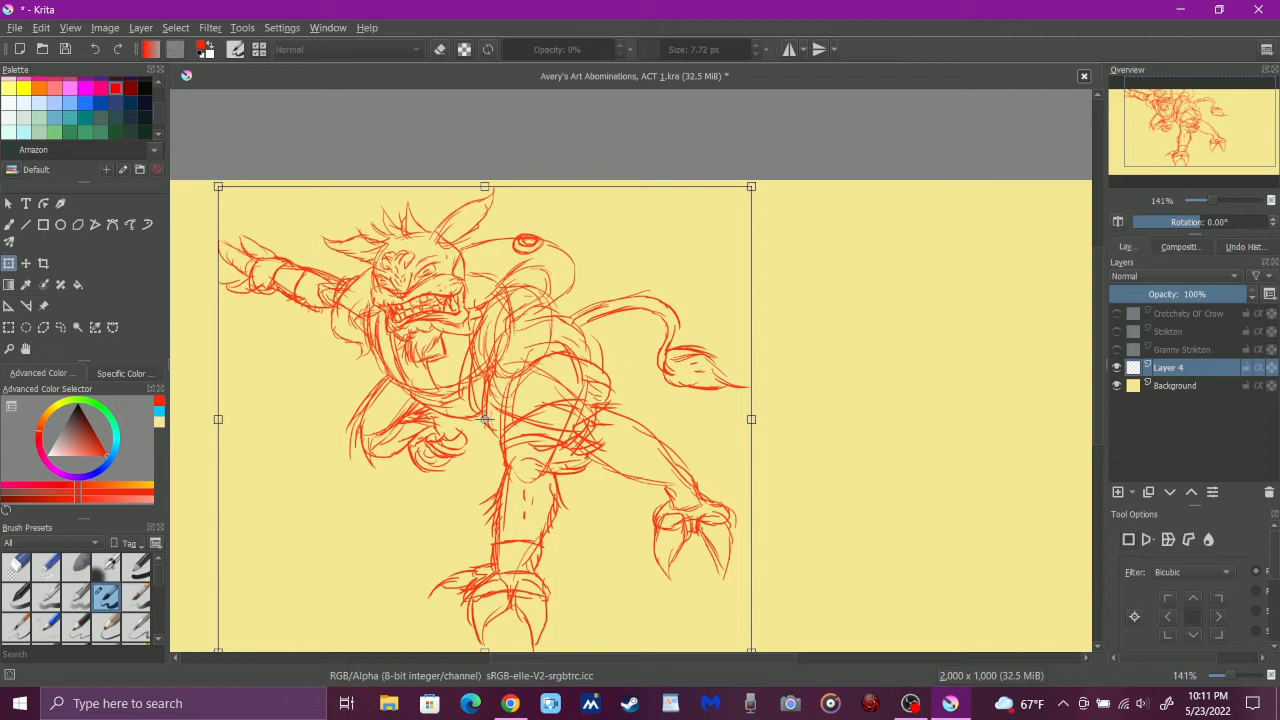 * - Krita
File Edit View Image Layer Select Filter Tools Settings Window Help
Normal Opacity: 0% Size: 7.72 px
Palette
Avery's Art Abominations, ACT 1.kra (32.5 MiB) *
Overview
Amazon
Default
141%
Rotation: 0.00°
Lay... Compositi... Undo Hist...
Layers
Normal
Opacity: 100%
Crotchety Ol' Crow
Strikton
Granny Strikton
Layer 4
Background
Advanced Color ... Specific Color ...
Advanced Color Selector
Brush Presets
All Tag
Tool Options
Filter: Bicubic
Search
RGB/Alpha (8-bit integer/channel) sRGB-elle-V2-srgbtrc.icc
2,000 x 1,000 (32.5 MiB)
141%
Type here to search
67°F
10:11 PM
5/23/2022